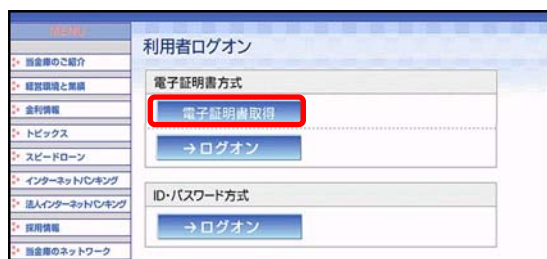 MENU
当金庫のご紹介
経営環境と業績
金利情報
トピックス
スピードローン
インターネットバンキング
法人インターネットバンキング
採用情報
当金庫のネットワーク
利用者ログオン
電子証明書方式
電子証明書取得
→ログオン
ID・パスワード方式
→ログオン